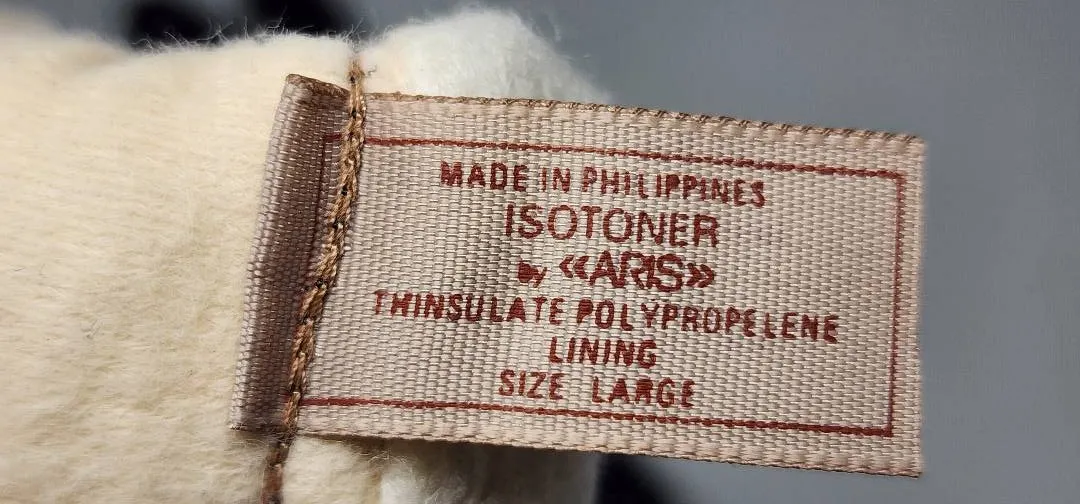 MADE IN PHILIPPINES
ISOTONER
By «ARIS»
THINSULATE POLYPROPELENE
LINING
SIZE LARGE